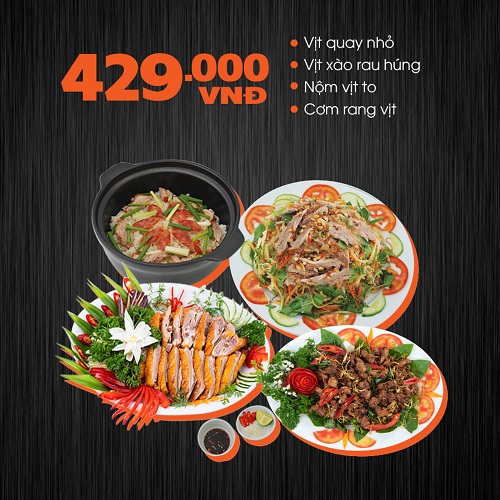 429.000
VNĐ
• Vịt quay nhỏ
• Vịt xào rau húng
• Nộm vịt to
• Cơm rang vịt